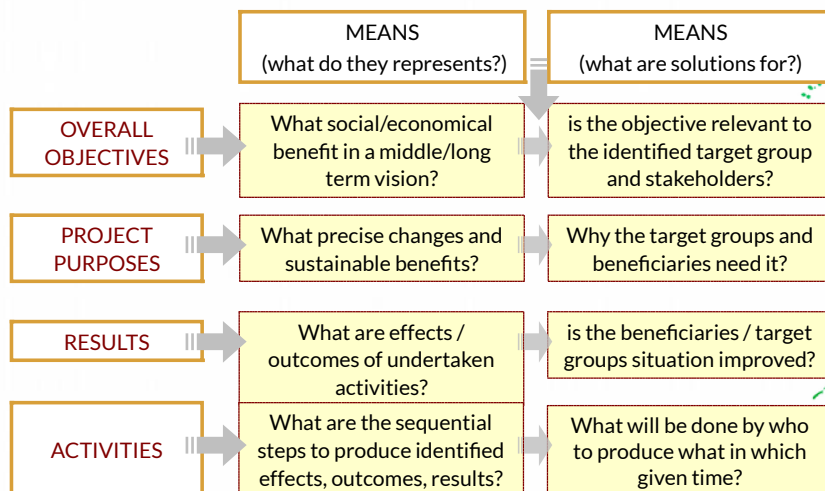 MEANS
(what do they represents?)
MEANS
(what are solutions for?)
OVERALL
OBJECTIVES
What social/economical
benefit in a middle/long
term vision?
is the objective relevant to
the identified target group
and stakeholders?
PROJECT
PURPOSES
What precise changes and
sustainable benefits?
Why the target groups and
beneficiaries need it?
RESULTS
What are effects /
outcomes of undertaken
activities?
is the beneficiaries / target
groups situation improved?
ACTIVITIES
What are the sequential
steps to produce identified
effects, outcomes, results?
What will be done by who
to produce what in which
given time?